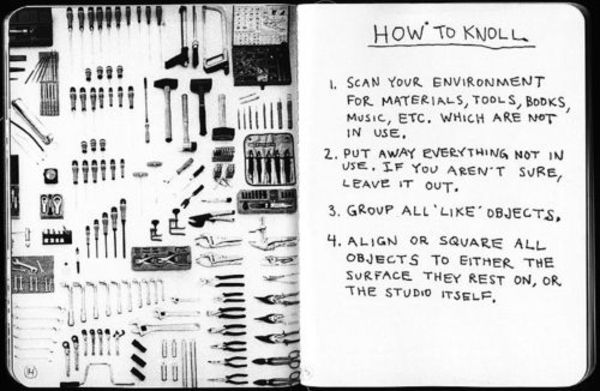 HOW TO KNOLL
1. SCAN YOUR ENVIRONMENT
FOR MATERIALS, TOOLS, BOOKS,
MUSIC, ETC. WHICH ARE NOT
IN USE.
2. PUT AWAY EVERYTHING NOT IN
USE. IF YOU AREN'T SURE,
LEAVE IT OUT.
3. GROUP ALL 'LIKE' OBJECTS.
4. ALIGN OR SQUARE ALL
OBJECTS TO EITHER THE
SURFACE THEY REST ON, OR
THE STUDIO ITSELF.